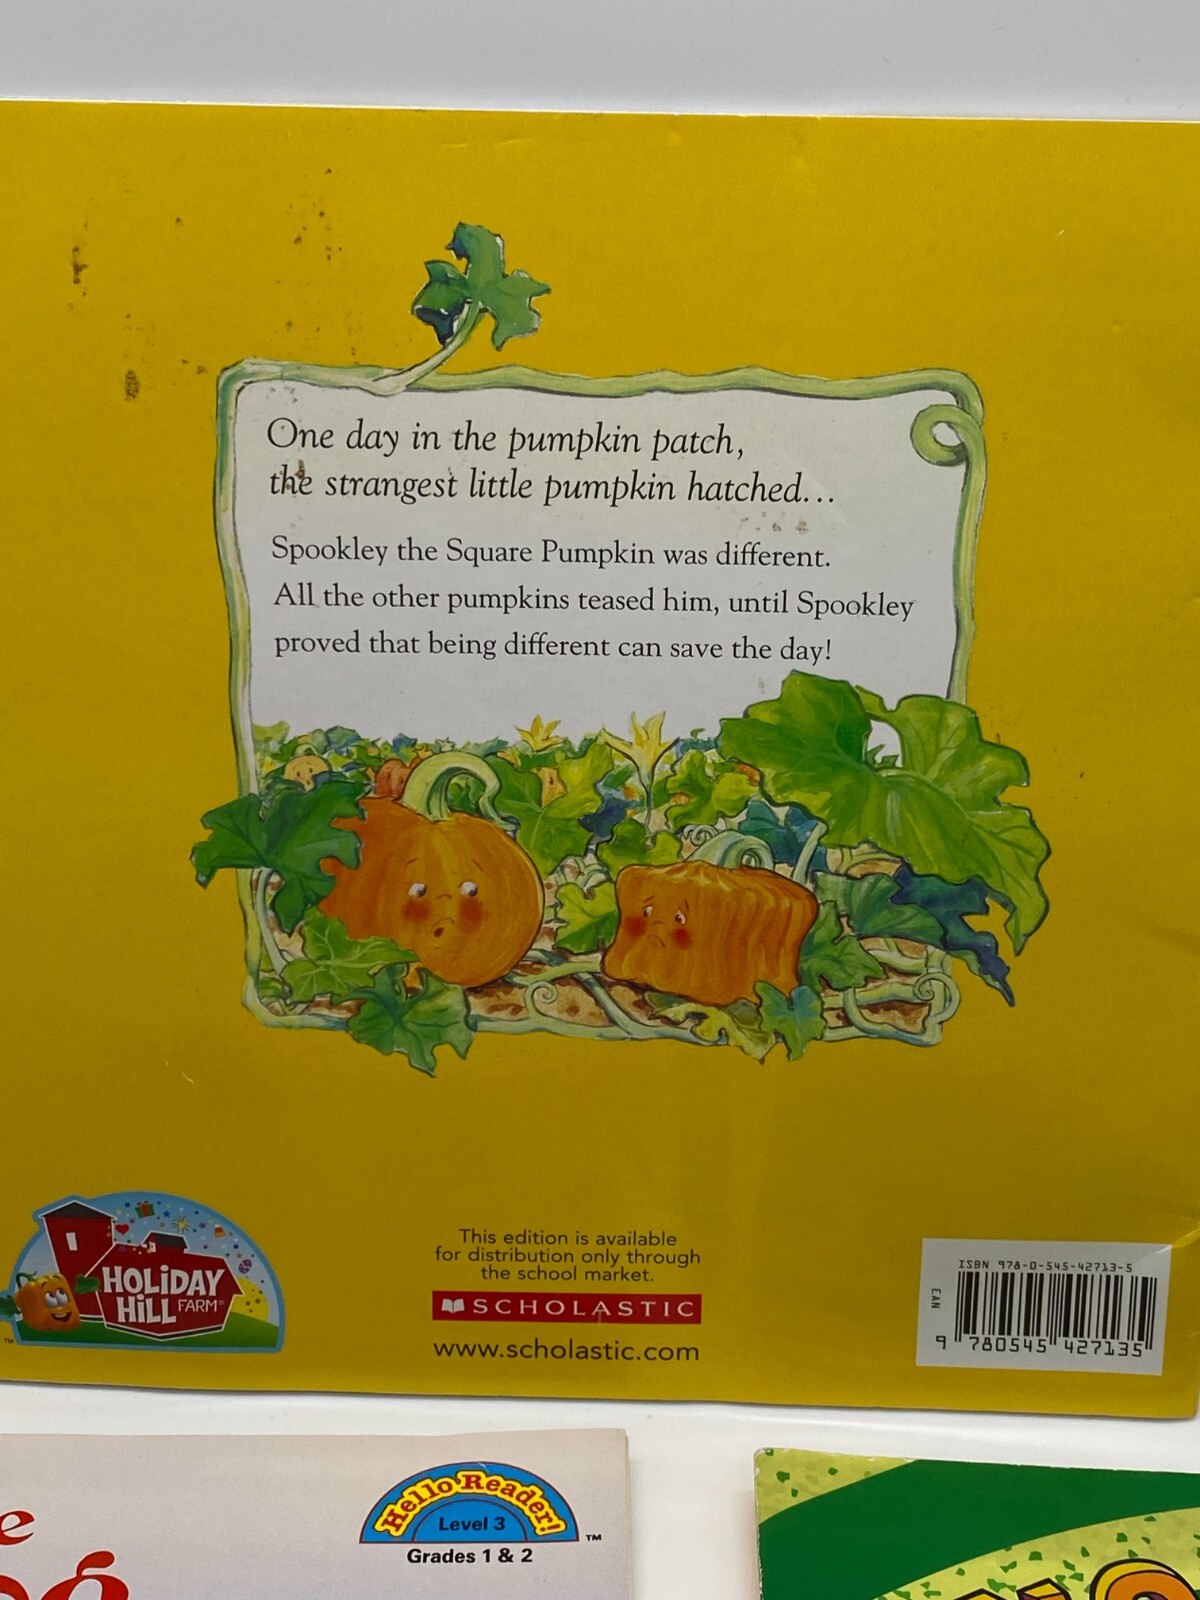 One day in the pumpkin patch,
the strangest little pumpkin hatched...
Spookley the Square Pumpkin was different.
All the other pumpkins teased him, until Spookley
proved that being different can save the day!
HOLiDAY
HiLL FARM®
™
This edition is available
for distribution only through
the school market.
SCHOLASTIC
www.scholastic.com
ISBN 978-0-545-42713-5
EAN
9 780545 427135
Hello Reader!
Level 3
™
Grades 1 & 2
e